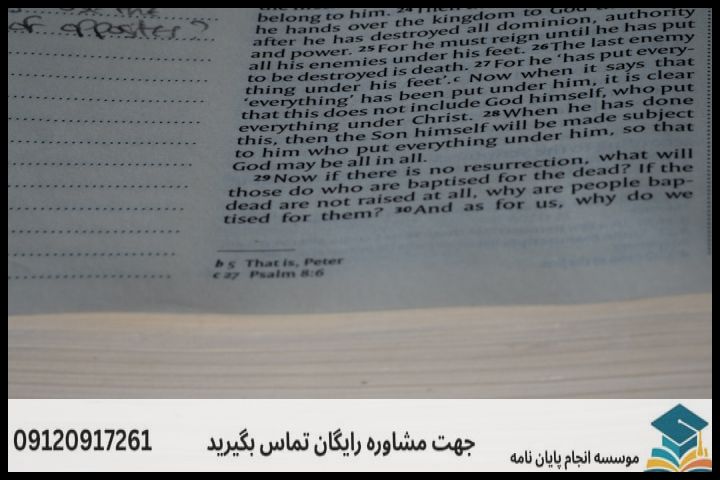 of opposites?
belong to him. 24 Then
he hands over the kingdom to God
after he has destroyed all dominion, authority
and power. 25 For he must reign until he has put
all his enemies under his feet. 26 The last enemy
to be destroyed is death. 27 For he ‘has put every-
thing under his feet’.c Now when it says that
‘everything’ has been put under him, it is clear
that this does not include God himself, who put
everything under Christ. 28 When he has done
this, then the Son himself will be made subject
to him who put everything under him, so that
God may be all in all.
29 Now if there is no resurrection, what will
those do who are baptised for the dead? If the
dead are not raised at all, why are people bap-
tised for them? 30 And as for us, why do we
b 5 That is, Peter
c 27 Psalm 8:6
موسسه انجام پایان نامه
جهت مشاوره رایگان تماس بگیرید
09120917261